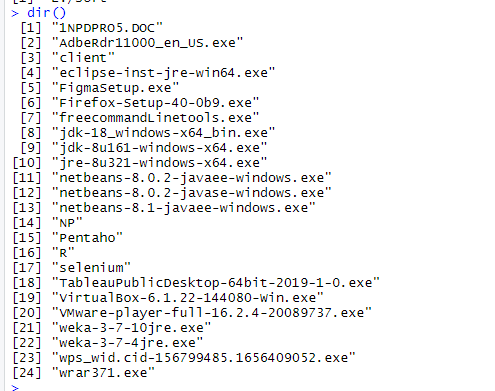 > dir()
[1] "1NPDPRO5.DOC"
[2] "AdbeRdr11000_en_US.exe"
[3] "client"
[4] "eclipse-inst-jre-win64.exe"
[5] "FigmaSetup.exe"
[6] "Firefox-Setup-40-0b9.exe"
[7] "freecommandLinetools.exe"
[8] "jdk-18_windows-x64_bin.exe"
[9] "jdk-8u161-windows-x64.exe"
[10] "jre-8u321-windows-x64.exe"
[11] "netbeans-8.0.2-javaee-windows.exe"
[12] "netbeans-8.0.2-javase-windows.exe"
[13] "netbeans-8.1-javaee-windows.exe"
[14] "NP"
[15] "Pentaho"
[16] "R"
[17] "selenium"
[18] "TableauPublicDesktop-64bit-2019-1-0.exe"
[19] "VirtualBox-6.1.22-144080-Win.exe"
[20] "VMware-player-full-16.2.4-20089737.exe"
[21] "weka-3-7-10jre.exe"
[22] "weka-3-7-4jre.exe"
[23] "wps_wid.cid-156799485.1656409052.exe"
[24] "wrar371.exe"
>